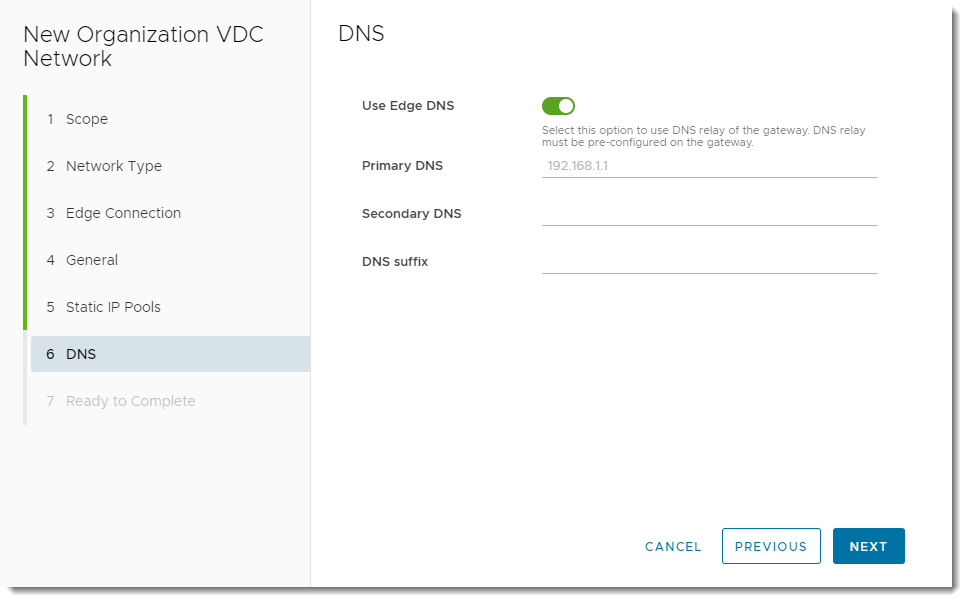 New Organization VDC
Network
1 Scope
2 Network Type
3 Edge Connection
4 General
5 Static IP Pools
6 DNS
7 Ready to Complete
DNS
Use Edge DNS
Select this option to use DNS relay of the gateway. DNS relay
must be pre-configured on the gateway.
Primary DNS
192.168.1.1
Secondary DNS
DNS suffix
CANCEL
PREVIOUS
NEXT